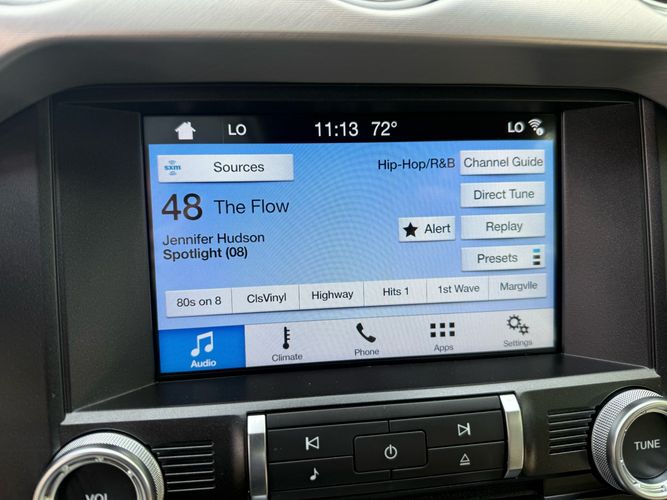 LO 11:13 72° LO
sxm Sources
Hip-Hop/R&B Channel Guide
Direct Tune
48 The Flow
Alert Replay
Jennifer Hudson
Spotlight (08)
Presets
80s on 8 ClsVinyl Highway Hits 1 1st Wave Margvlle
Audio Climate Phone Apps Settings
VOL
TUNE